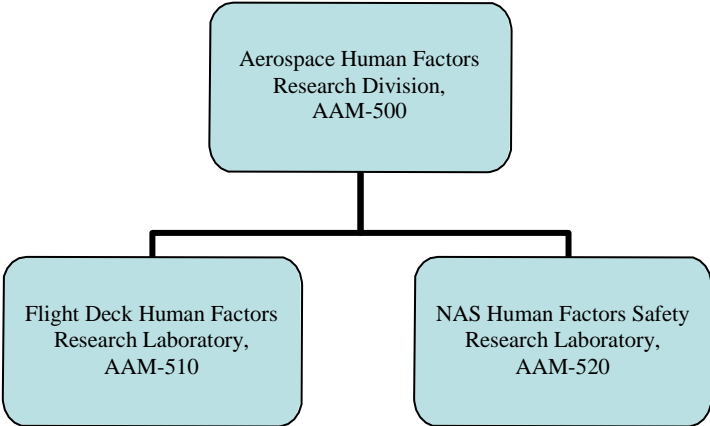 Aerospace Human Factors
Research Division,
AAM-500
Flight Deck Human Factors
Research Laboratory,
AAM-510
NAS Human Factors Safety
Research Laboratory,
AAM-520